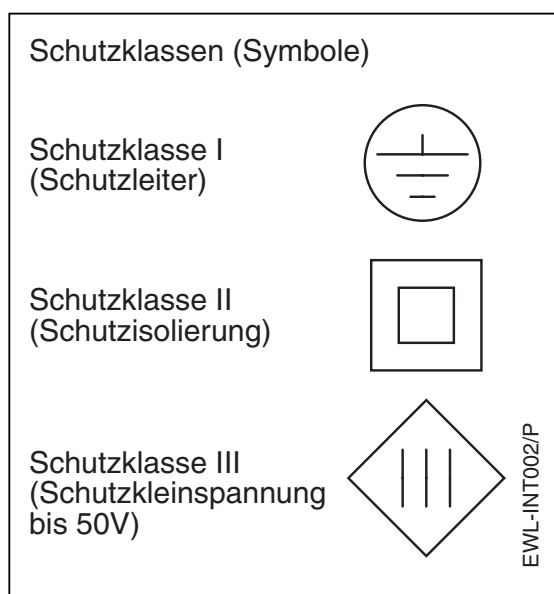 Schutzklassen (Symbole)
Schutzklasse I
(Schutzleiter)
Schutzklasse II
(Schutzisolierung)
Schutzklasse III
(Schutzkleinspannung
bis 50V)
EWL-INT002/P